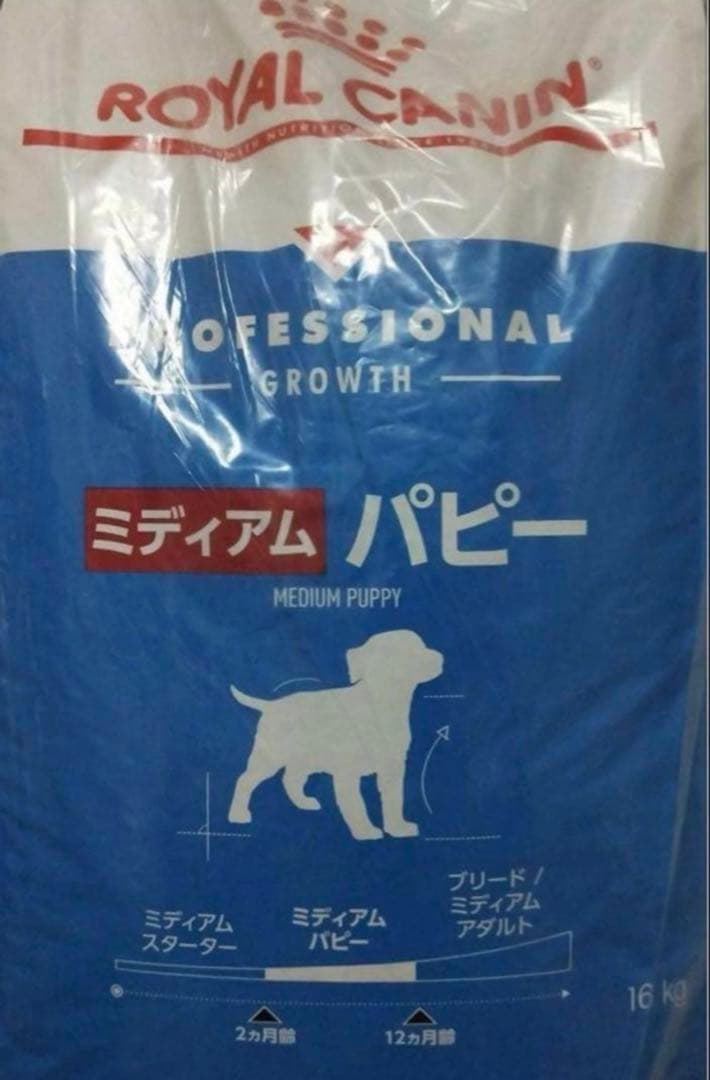 ROYAL CANIN®
PROFESSIONAL
GROWTH
ミディアム パピー
MEDIUM PUPPY
ブリード /
ミディアム
アダルト
ミディアム
スターター
ミディアム
パピー
2ヵ月齢
12ヵ月齢
16 kg